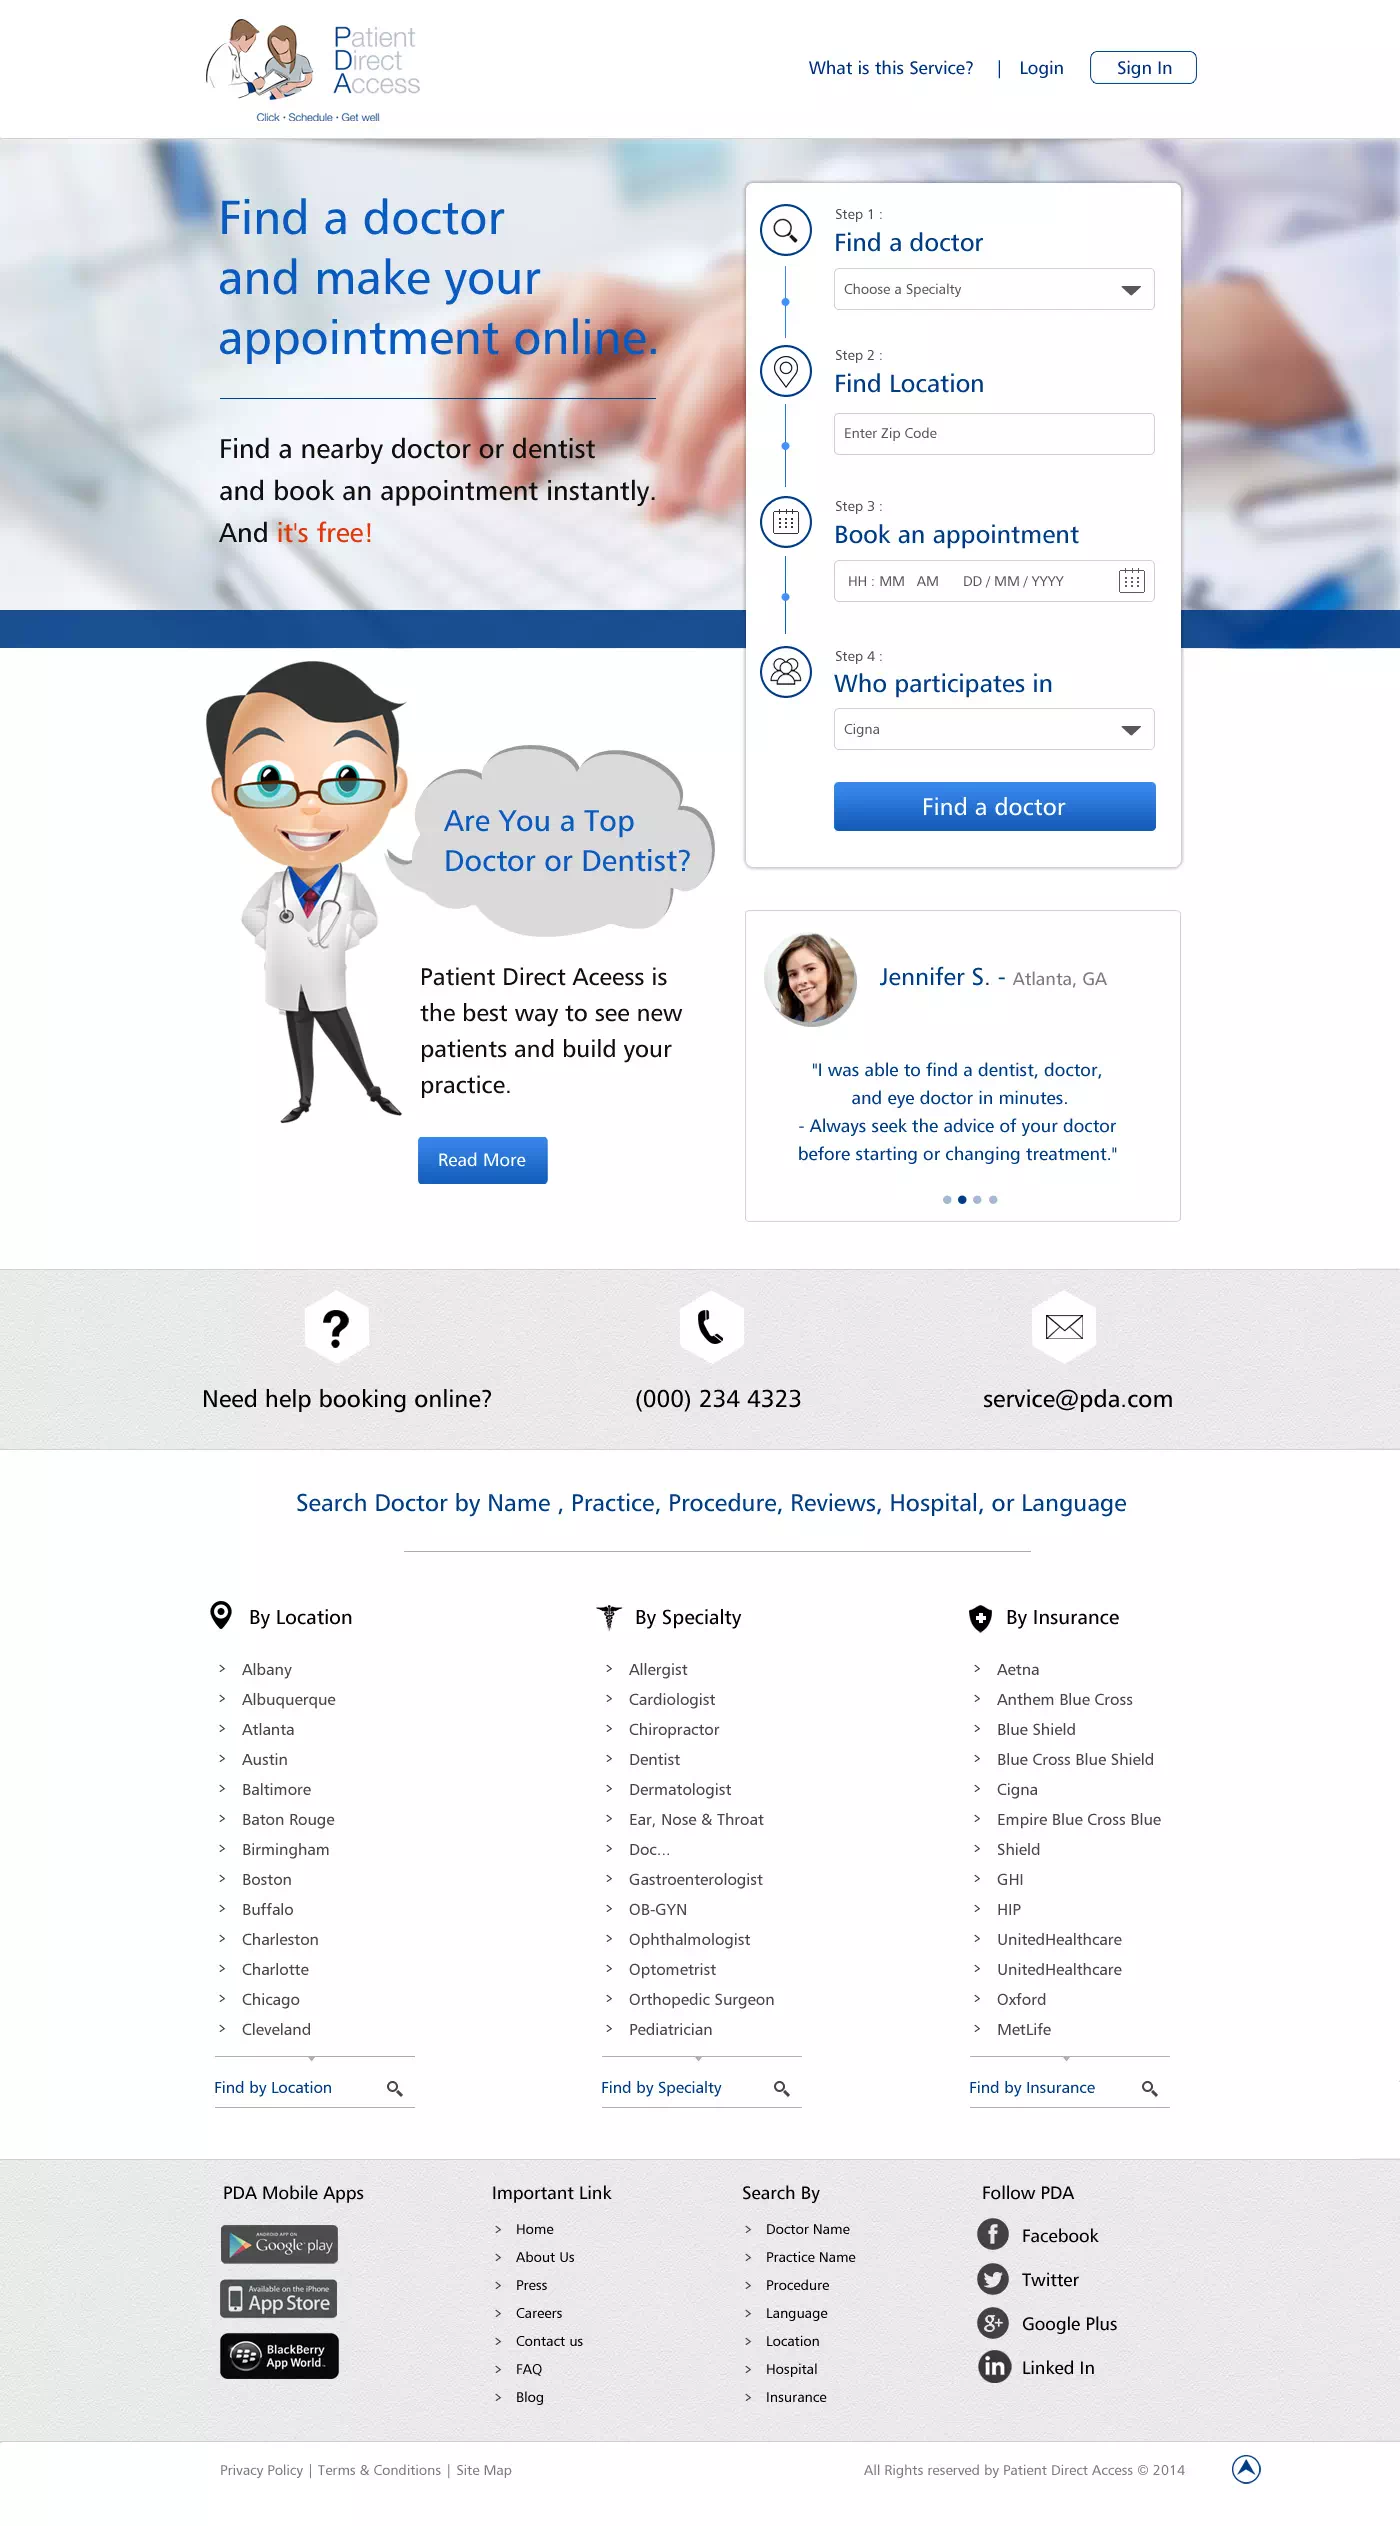 Patient
Direct
Access
Click • Schedule • Get well
What is this Service? | Login Sign In
Find a doctor
and make your
appointment online.
Find a nearby doctor or dentist
and book an appointment instantly.
And it's free!
Step 1 :
Find a doctor
Choose a Specialty
Step 2 :
Find Location
Enter Zip Code
Step 3 :
Book an appointment
HH : MM AM DD / MM / YYYY
Step 4 :
Who participates in
Cigna
Find a doctor
Are You a Top
Doctor or Dentist?
Patient Direct Aceess is
the best way to see new
patients and build your
practice.
Read More
Jennifer S. - Atlanta, GA
"I was able to find a dentist, doctor,
and eye doctor in minutes.
- Always seek the advice of your doctor
before starting or changing treatment."
Need help booking online?
(000) 234 4323
service@pda.com
Search Doctor by Name , Practice, Procedure, Reviews, Hospital, or Language
By Location
Albany
Albuquerque
Atlanta
Austin
Baltimore
Baton Rouge
Birmingham
Boston
Buffalo
Charleston
Charlotte
Chicago
Cleveland
Find by Location
By Specialty
Allergist
Cardiologist
Chiropractor
Dentist
Dermatologist
Ear, Nose & Throat
Doc...
Gastroenterologist
OB-GYN
Ophthalmologist
Optometrist
Orthopedic Surgeon
Pediatrician
Find by Specialty
By Insurance
Aetna
Anthem Blue Cross
Blue Shield
Blue Cross Blue Shield
Cigna
Empire Blue Cross Blue
Shield
GHI
HIP
UnitedHealthcare
UnitedHealthcare
Oxford
MetLife
Find by Insurance
PDA Mobile Apps
ANDROID APP ON
Google play
Available on the iPhone
App Store
BlackBerry
App World™
Important Link
Home
About Us
Press
Careers
Contact us
FAQ
Blog
Search By
Doctor Name
Practice Name
Procedure
Language
Location
Hospital
Insurance
Follow PDA
Facebook
Twitter
Google Plus
Linked In
Privacy Policy | Terms & Conditions | Site Map
All Rights reserved by Patient Direct Access © 2014